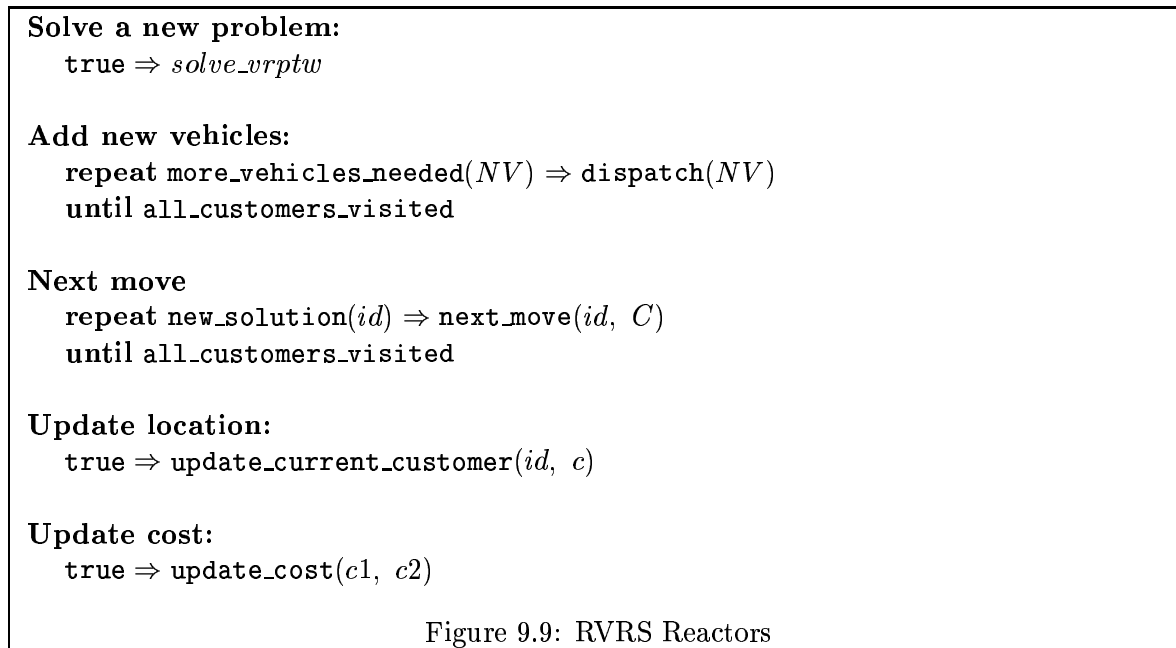 Solve a new problem:
true ⇒ solve_vrptw
Add new vehicles:
repeat more_vehicles_needed(NV) ⇒ dispatch(NV)
until all_customers_visited
Next move
repeat new_solution(id) ⇒ next_move(id, C)
until all_customers_visited
Update location:
true ⇒ update_current_customer(id, c)
Update cost:
true ⇒ update_cost(c1, c2)
Figure 9.9: RVRS Reactors